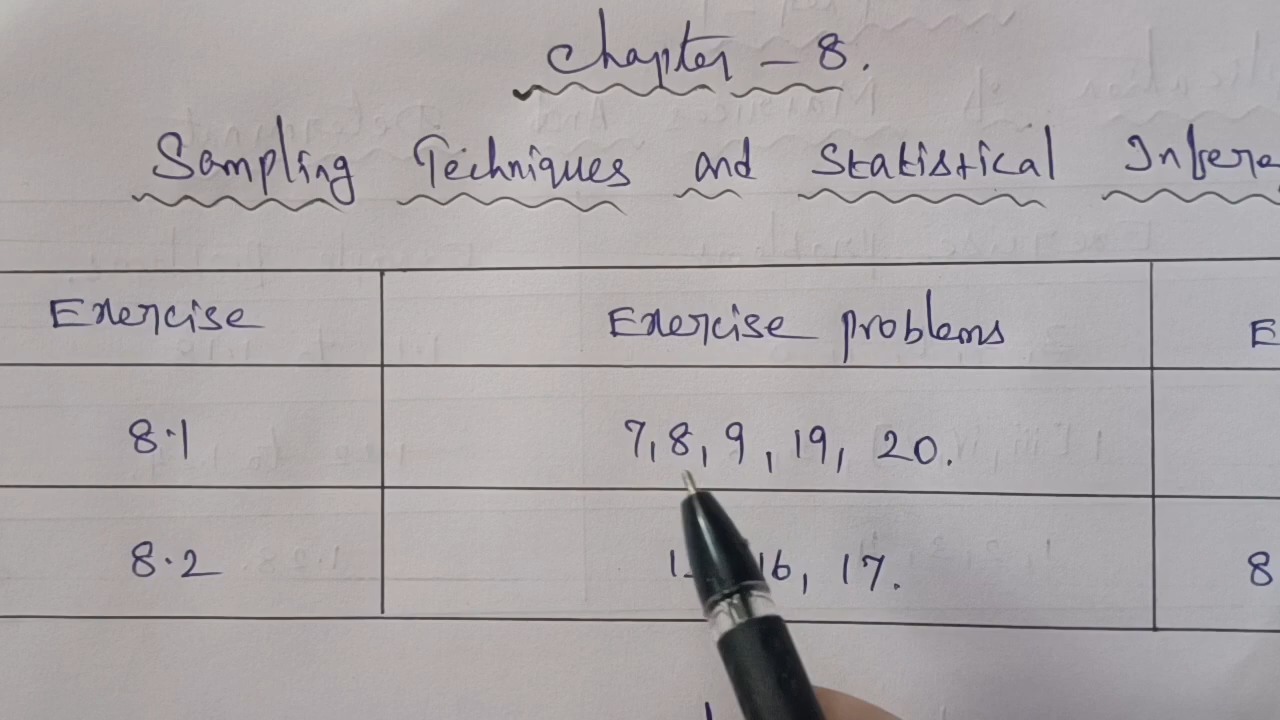 Chapter - 8.
Sampling Techniques and Statistical
Exercise Exercise problems
8.1 7, 8, 9, 19, 20.
8.2 16, 17.
8